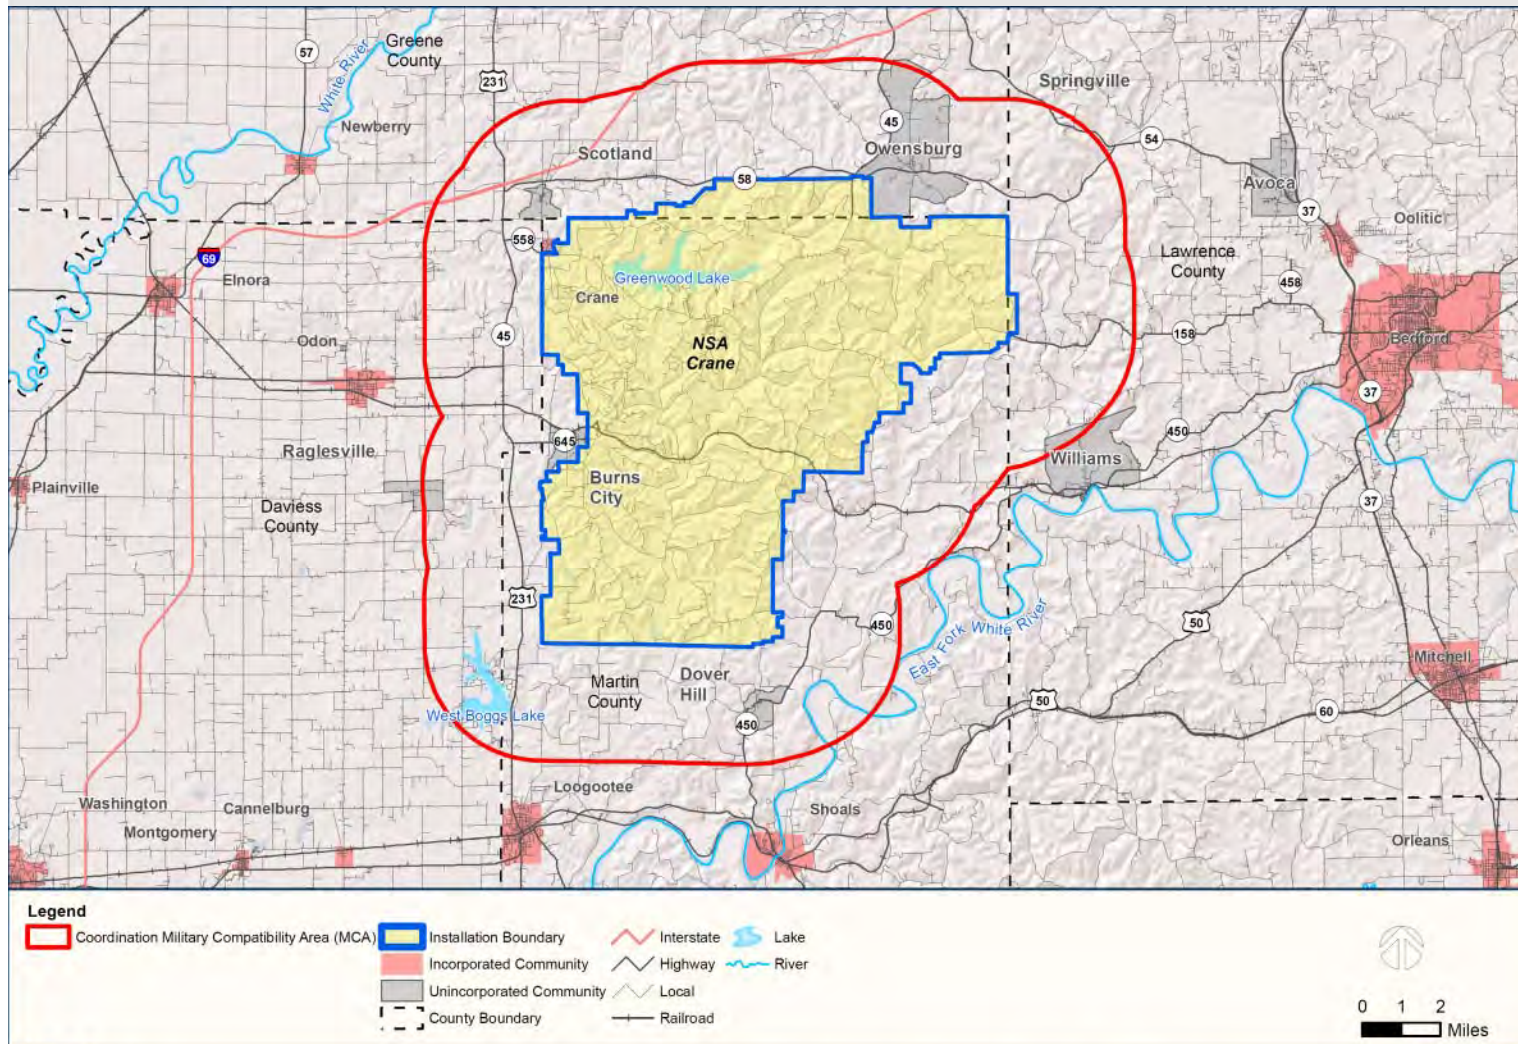 Greene
County
57
231
White River
Newberry
Springville
45
Owensburg
54
Scotland
58
Avoca
37
Oolitic
558
69
Elnora
Greenwood Lake
Crane
Lawrence
County
458
45
NSA
Crane
158
Bedford
Odon
37
645
450
Raglesville
Williams
Burns
City
Plainville
Daviess
County
37
231
450
East Fork White River
50
Martin
County
Dover
Hill
Mitchell
West Boggs Lake
450
50
60
Loogootee
Washington
Cannelburg
Shoals
Montgomery
Orleans
Legend
Coordination Military Compatibility Area (MCA)
Installation Boundary
Interstate
Lake
Incorporated Community
Highway
River
Unincorporated Community
Local
County Boundary
Railroad
0 1 2
Miles